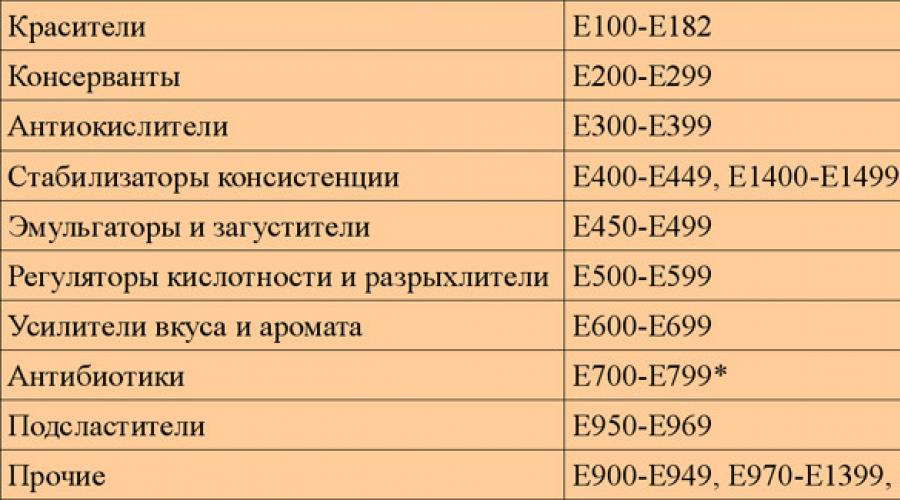 Красители E100-E182
Консерванты E200-E299
Антиокислители E300-E399
Стабилизаторы консистенции E400-E449, E1400-E1499
Эмульгаторы и загустители E450-E499
Регуляторы кислотности и разрыхлители E500-E599
Усилители вкуса и аромата E600-E699
Антибиотики E700-E799*
Подсластители E950-E969
Прочие E900-E949, E970-E1399,